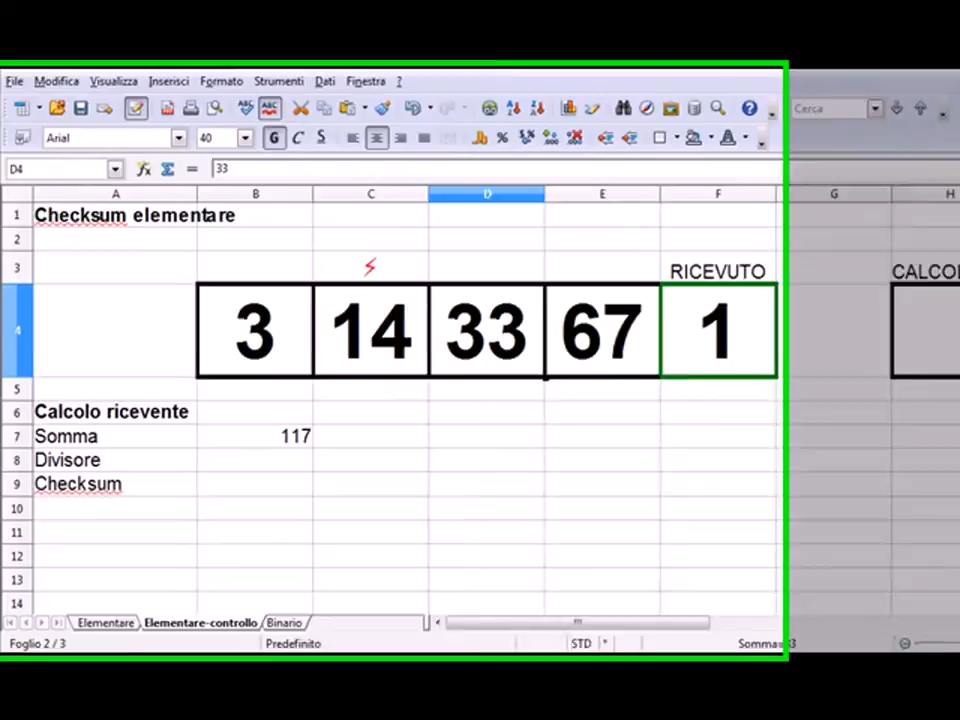 File Modifica Visualizza Inserisci Formato Strumenti Dati Finestra ?
Cerca
Arial 40 G C S
D4 = 33
A B C D E F G H
1 Checksum elementare
2
3 RICEVUTO CALCOL
4 3 14 33 67 1
5
6 Calcolo ricevente
7 Somma 117
8 Divisore
9 Checksum
10
11
12
13
14
Elementare Elementare-controllo Binario
Foglio 2 / 3 Predefinito STD * Somma=